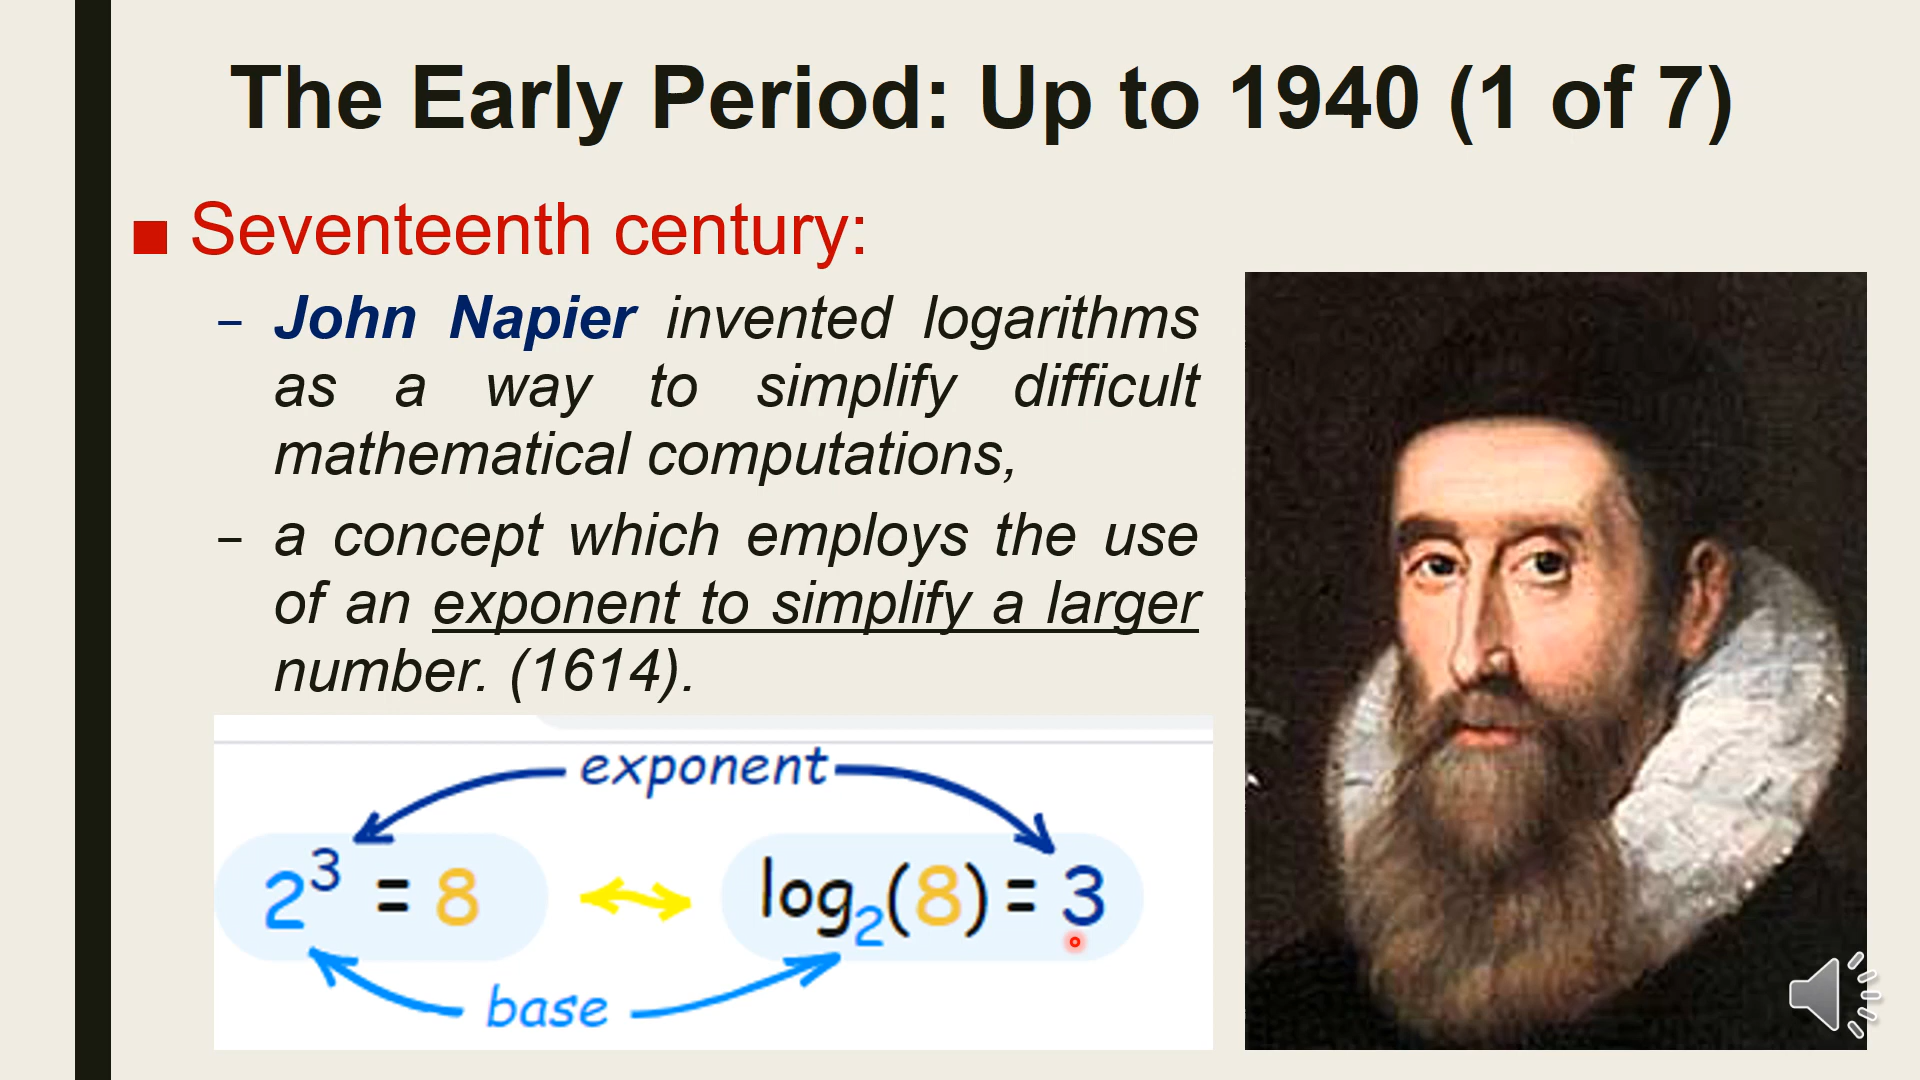 The Early Period: Up to 1940 (1 of 7)
■ Seventeenth century:
– John Napier invented logarithms
as a way to simplify difficult
mathematical computations,
– a concept which employs the use
of an exponent to simplify a larger
number. (1614).
exponent
2³ = 8 log₂(8) = 3
base